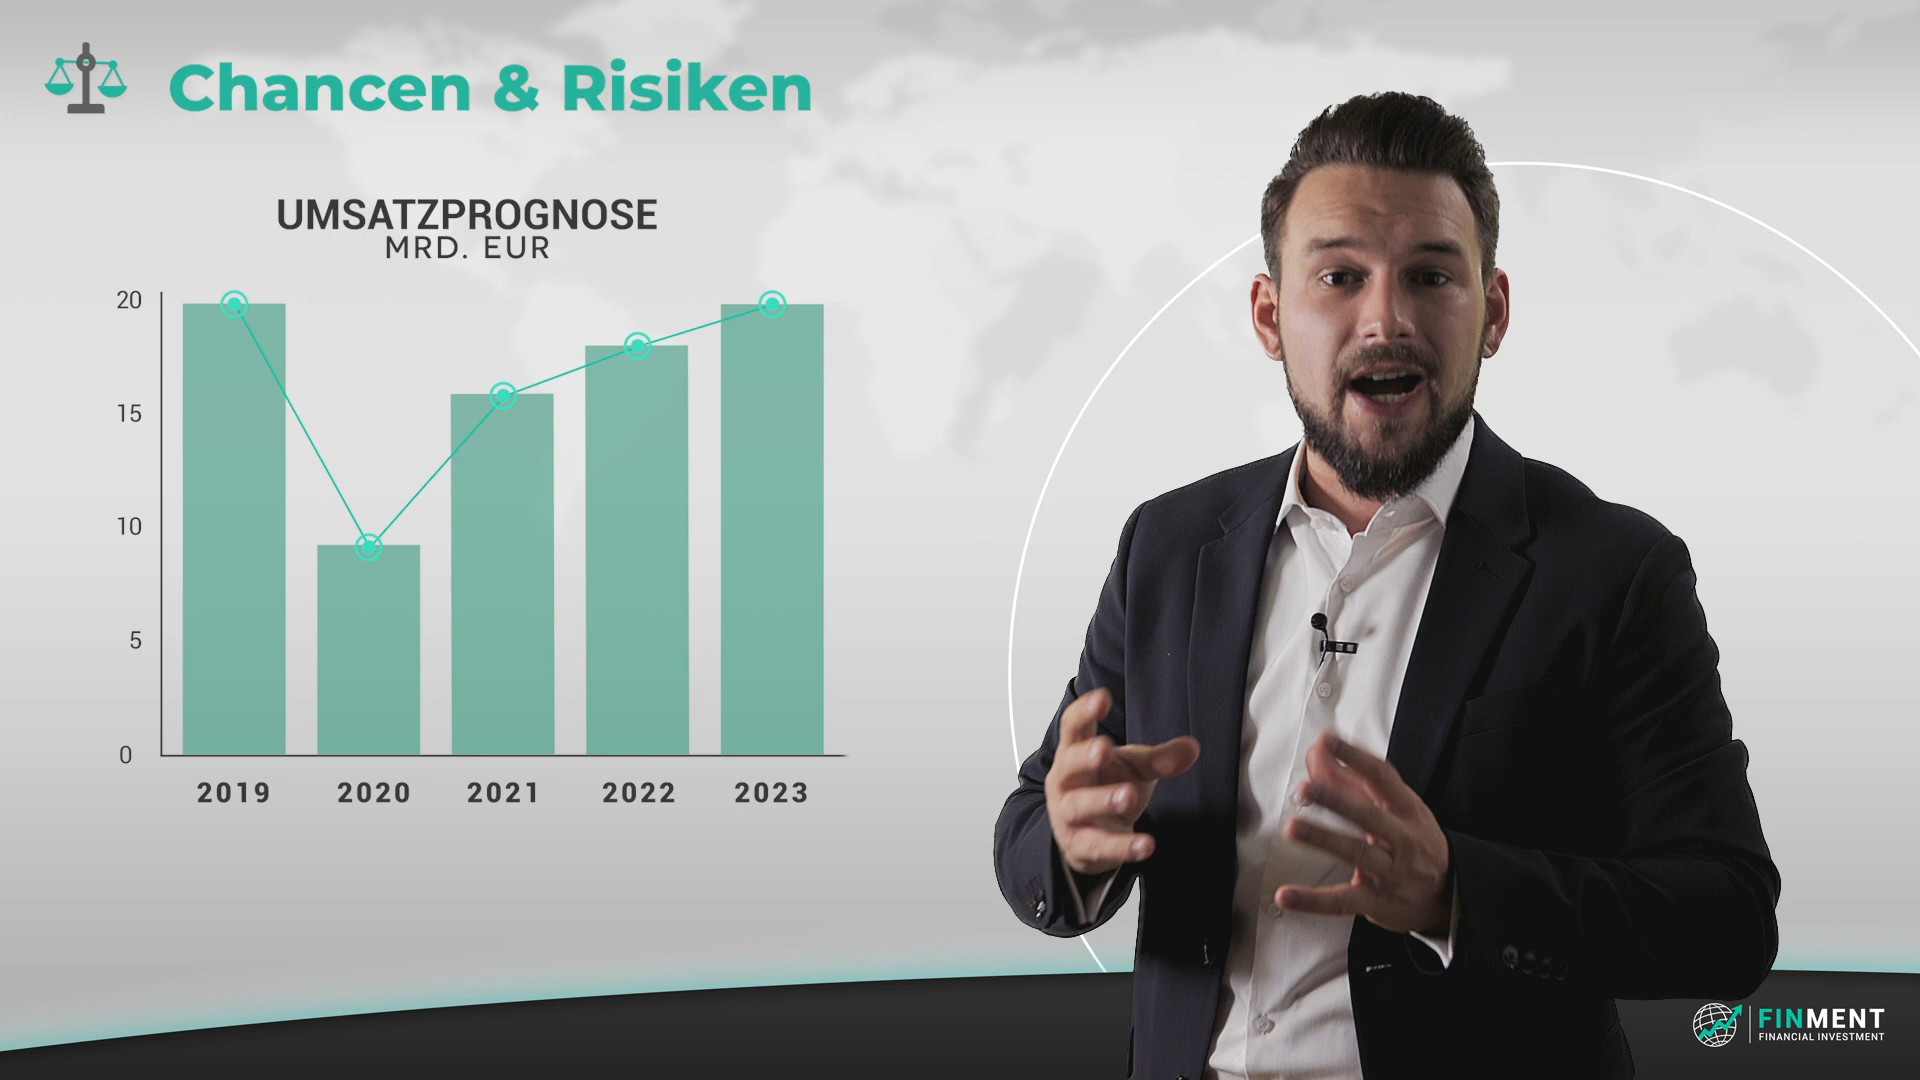 Chancen & Risiken
UMSATZPROGNOSE
MRD. EUR
20
15
10
5
0
2019 2020 2021 2022 2023
FINMENT
FINANCIAL INVESTMENT